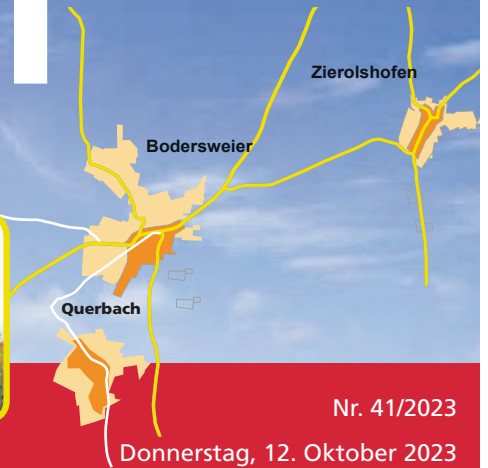 Zierolshofen
Bodersweier
Querbach
Nr. 41/2023
Donnerstag, 12. Oktober 2023